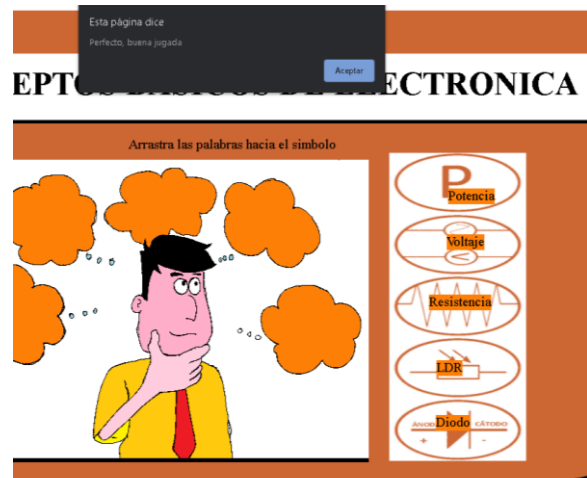 Esta página dice
Perfecto, buena jugada
Aceptar
ELECTRONICA
Arrastra las palabras hacia el simbolo
P
Potencia
Voltaje
Resistencia
LDR
Diodo
CÁTODO
+ -